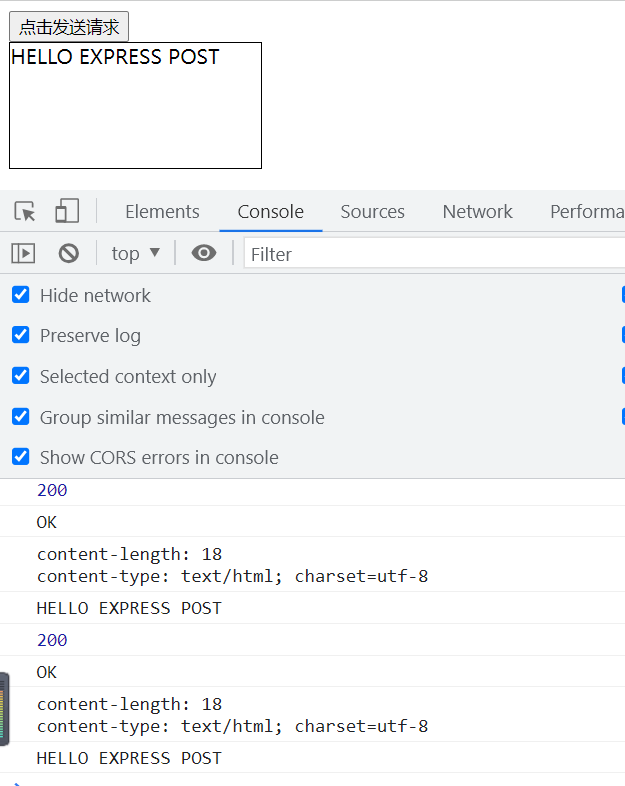 点击发送请求
HELLO EXPRESS POST
Elements Console Sources Network Performa
top ▼ Filter
Hide network
Preserve log
Selected context only
Group similar messages in console
Show CORS errors in console
200
OK
content-length: 18
content-type: text/html; charset=utf-8
HELLO EXPRESS POST
200
OK
content-length: 18
content-type: text/html; charset=utf-8
HELLO EXPRESS POST